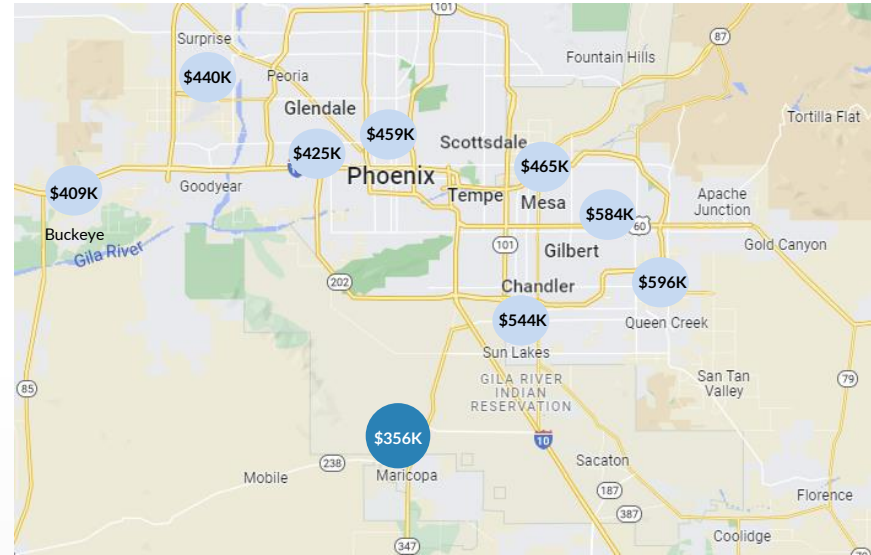 101
Surprise
87
Fountain Hills
$440K
Peoria
Glendale
Tortilla Flat
$459K
Scottsdale
$425K
$465K
Phoenix
Goodyear
$409K
Tempe
Mesa
Apache
Junction
$584K
60
Buckeye
Gila River
101
Gilbert
Gold Canyon
202
Chandler
$596K
$544K
Queen Creek
Sun Lakes
GILA RIVER
INDIAN
RESERVATION
San Tan
Valley
85
79
$356K
10
238
Sacaton
Maricopa
Mobile
187
Florence
387
Coolidge
347